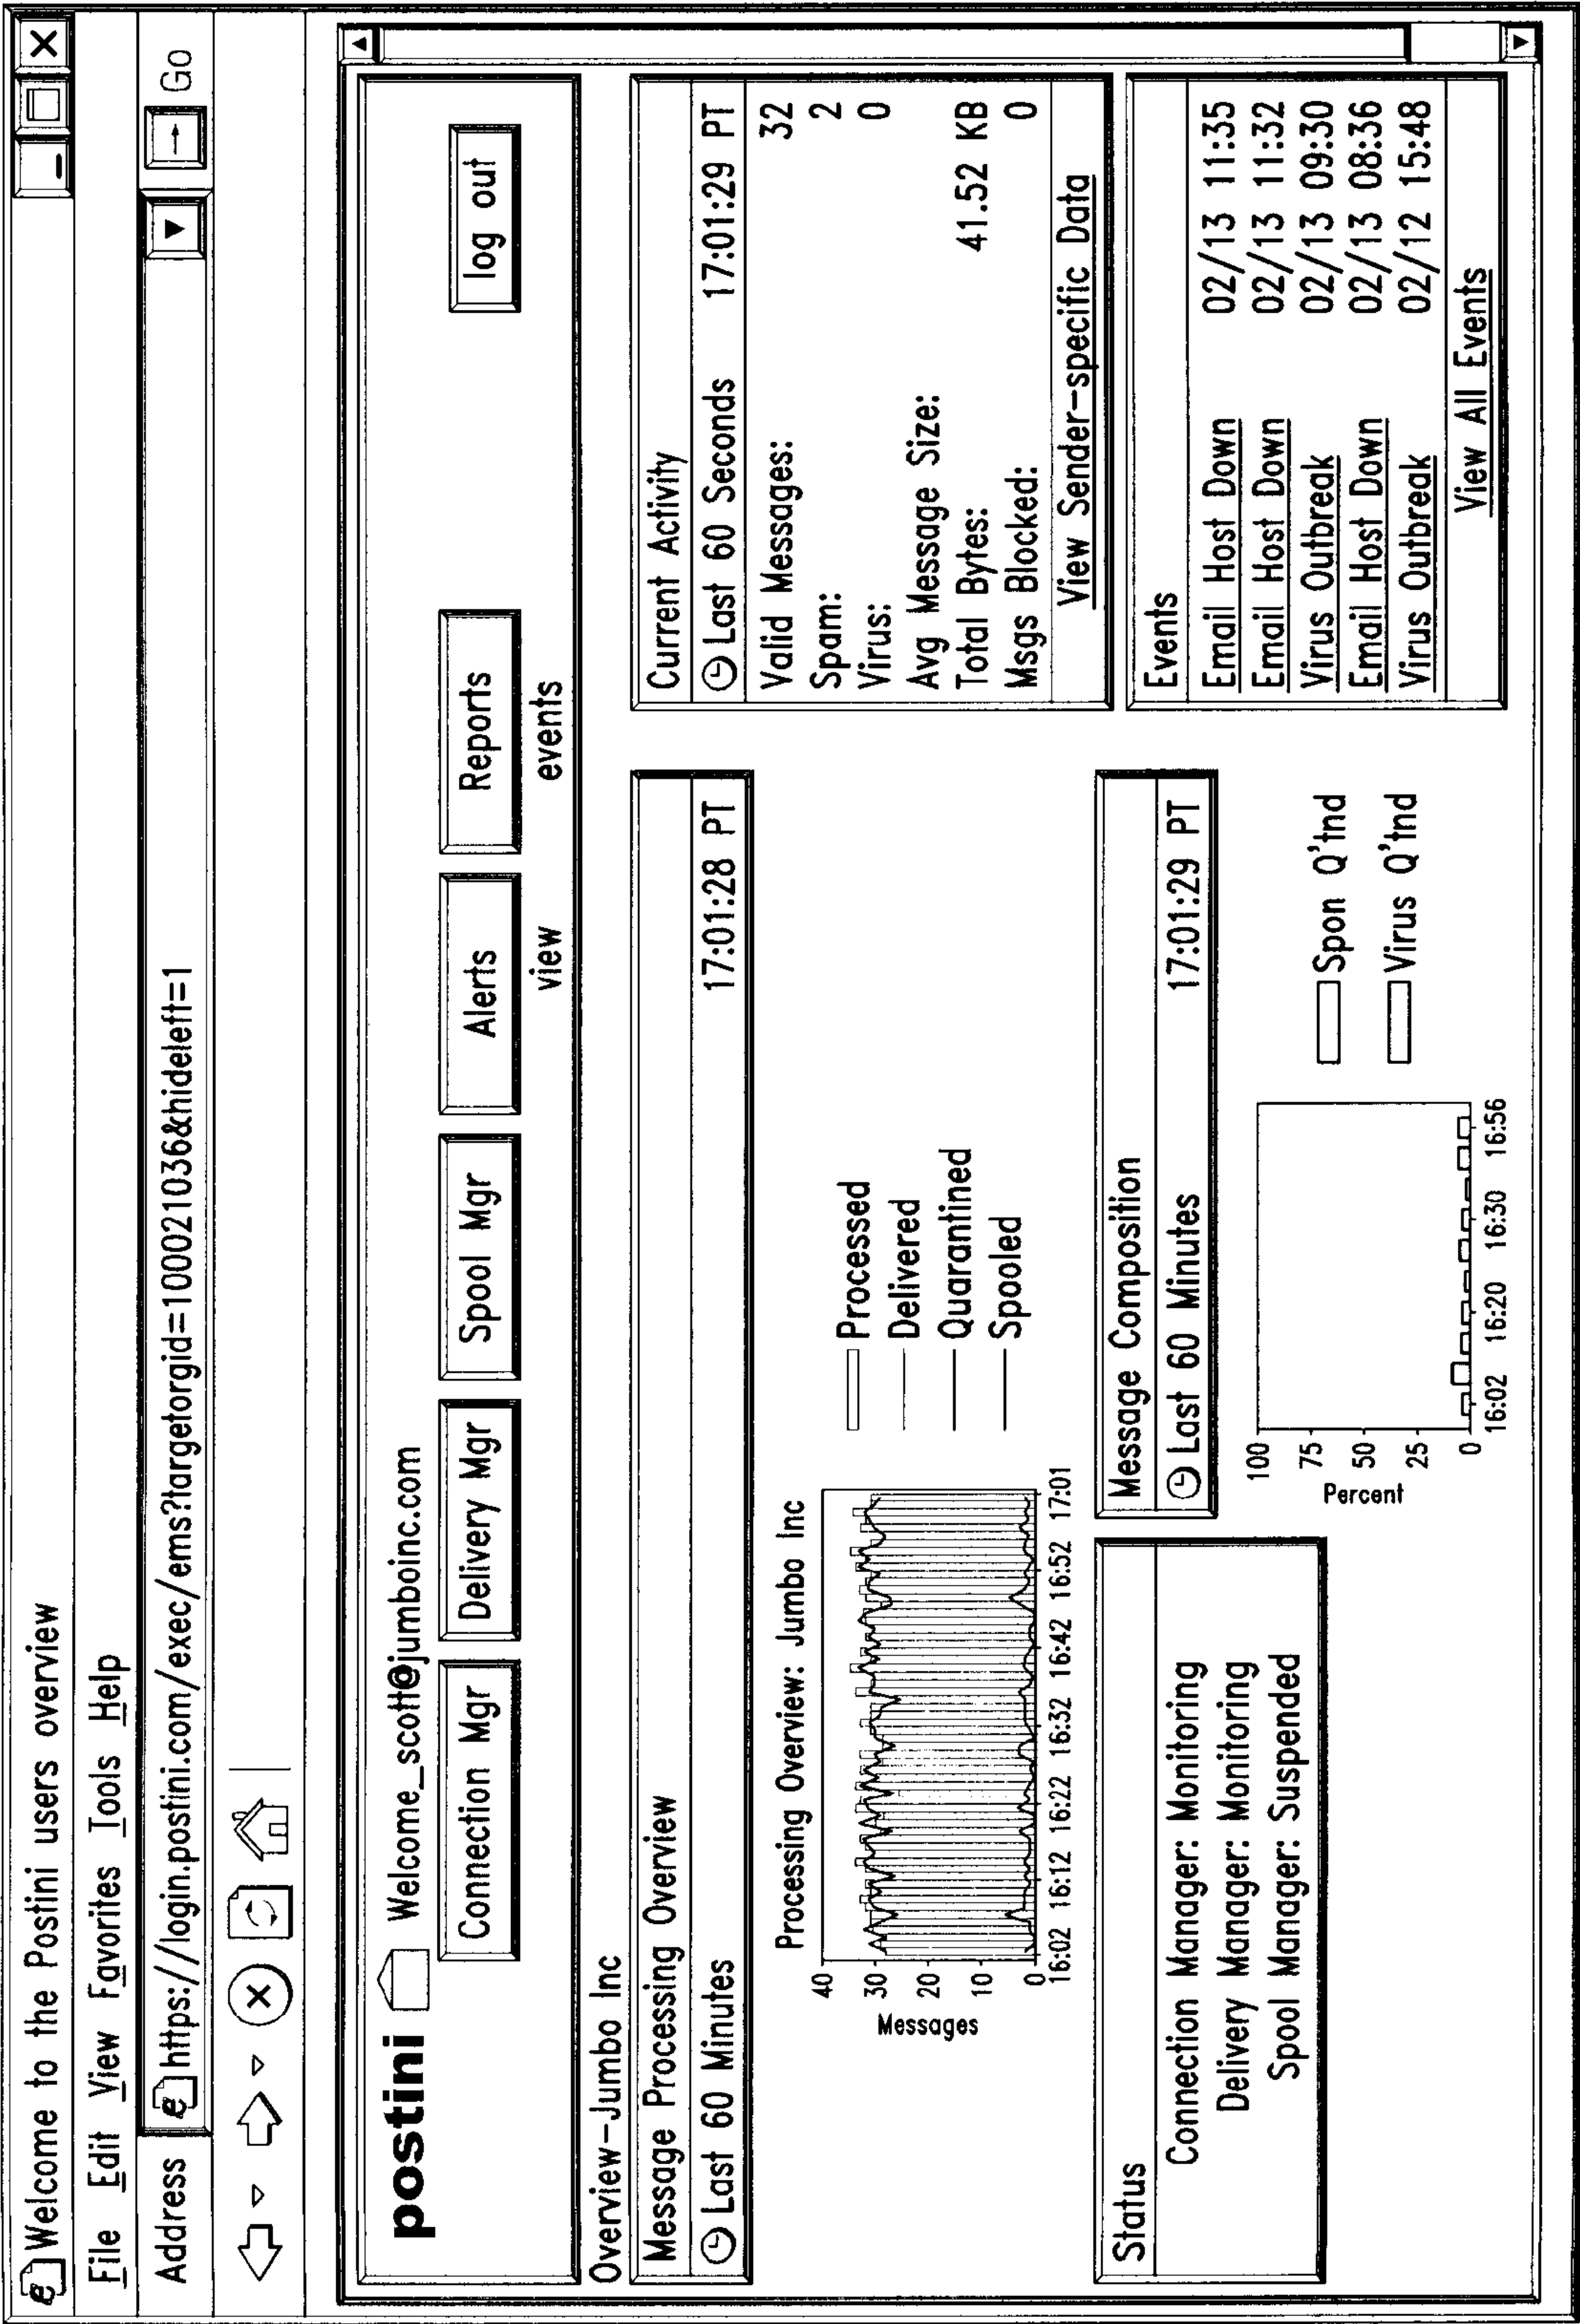 Welcome to the Postini users overview
File Edit View Favorites Tools Help
Address https://login.postini.com/exec/ems?targetorgid=100021036&hideleft=1 Go
postini Welcome_scott@jumboinc.com
Connection Mgr Delivery Mgr Spool Mgr Alerts Reports log out
view events
Overview-Jumbo Inc
Message Processing Overview
Last 60 Minutes 17:01:28 PT
Processing Overview: Jumbo Inc
Messages
40
30
20
10
0
16:02 16:12 16:22 16:32 16:42 16:52 17:01
Processed
Delivered
Quarantined
Spooled
Current Activity
Last 60 Seconds 17:01:29 PT
Valid Messages: 32
Spam: 2
Virus: 0
Avg Message Size:
Total Bytes: 41.52 KB
Msgs Blocked: 0
View Sender-specific Data
Status
Connection Manager: Monitoring
Delivery Manager: Monitoring
Spool Manager: Suspended
Message Composition
Last 60 Minutes 17:01:29 PT
Percent
100
75
50
25
0
16:02 16:20 16:30 16:56
Spon Q'tnd
Virus Q'tnd
Events
Email Host Down 02/13 11:35
Email Host Down 02/13 11:32
Virus Outbreak 02/13 09:30
Email Host Down 02/13 08:36
Virus Outbreak 02/12 15:48
View All Events